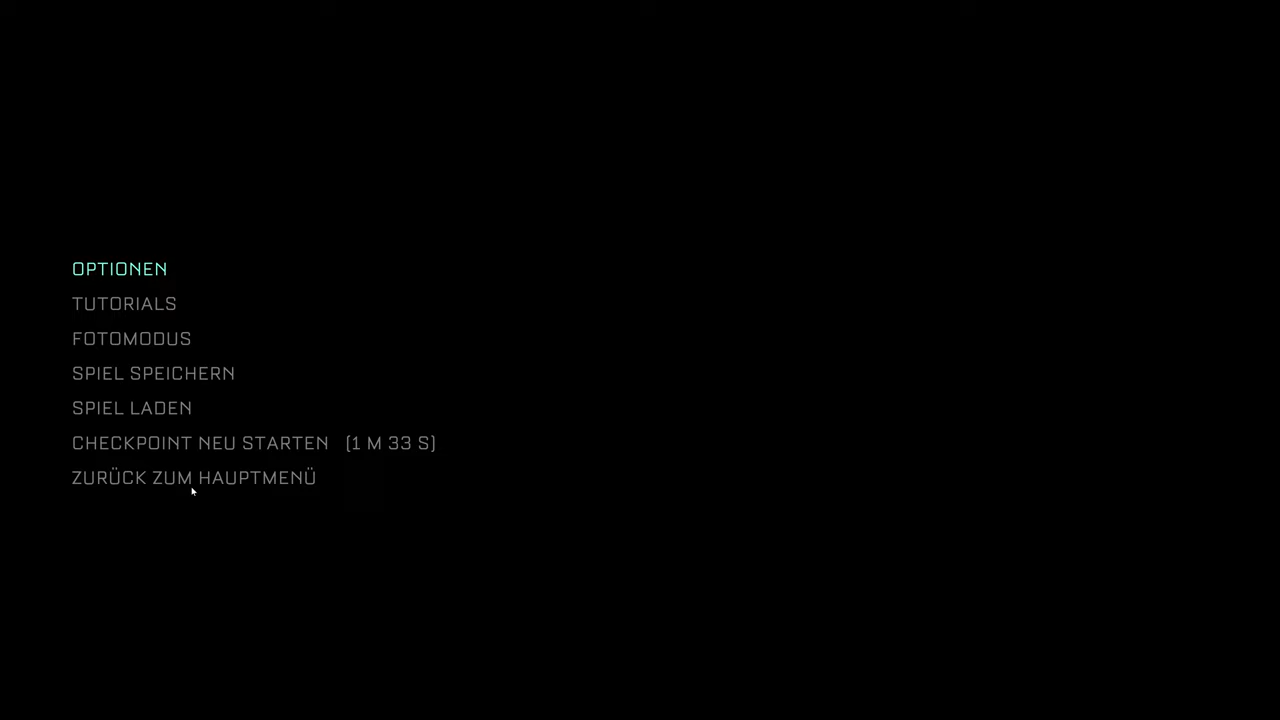 OPTIONEN
TUTORIALS
FOTOMODUS
SPIEL SPEICHERN
SPIEL LADEN
CHECKPOINT NEU STARTEN (1 M 33 S)
ZURÜCK ZUM HAUPTMENÜ